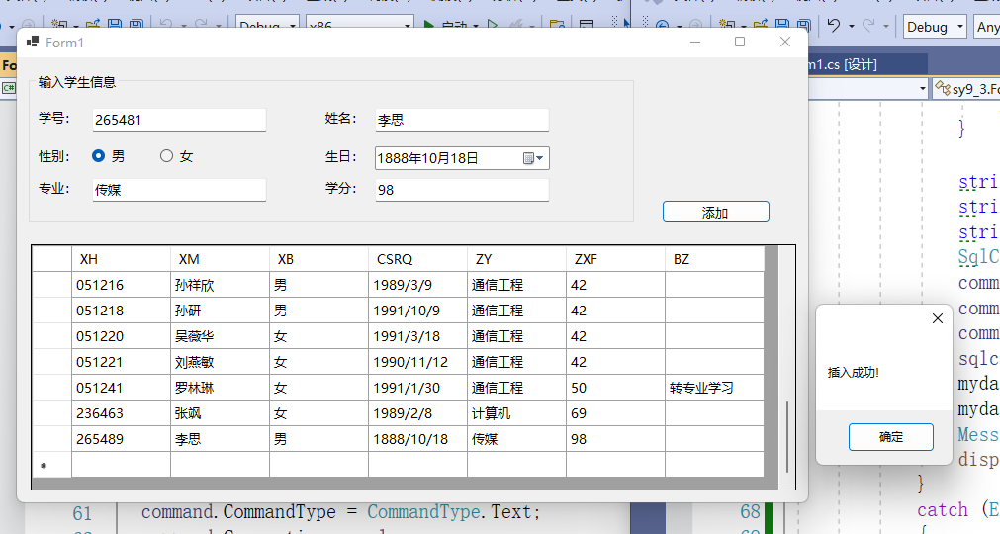 Form1
输入学生信息
学号: 265481 姓名: 李思
性别: 男 女 生日: 1888年10月18日
专业: 传媒 学分: 98
添加
XH XM XB CSRQ ZY ZXF BZ
051216 孙祥欣 男 1989/3/9 通信工程 42
051218 孙研 男 1991/10/9 通信工程 42
051220 吴薇华 女 1991/3/18 通信工程 42
051221 刘燕敏 女 1990/11/12 通信工程 42
051241 罗林琳 女 1991/1/30 通信工程 50 转专业学习
236463 张飒 女 1989/2/8 计算机 69
265489 李思 男 1888/10/18 传媒 98
插入成功!
确定
Debug x86 启动
Debug Any
Fo
m1.cs [设计]
C#
sy9_3.Fo
}
stri
stri
stri
SqlC
comm
comm
comm
sqlc
myda
myda
Mess
disp
}
61 command.CommandType = CommandType.Text;
68 catch (E